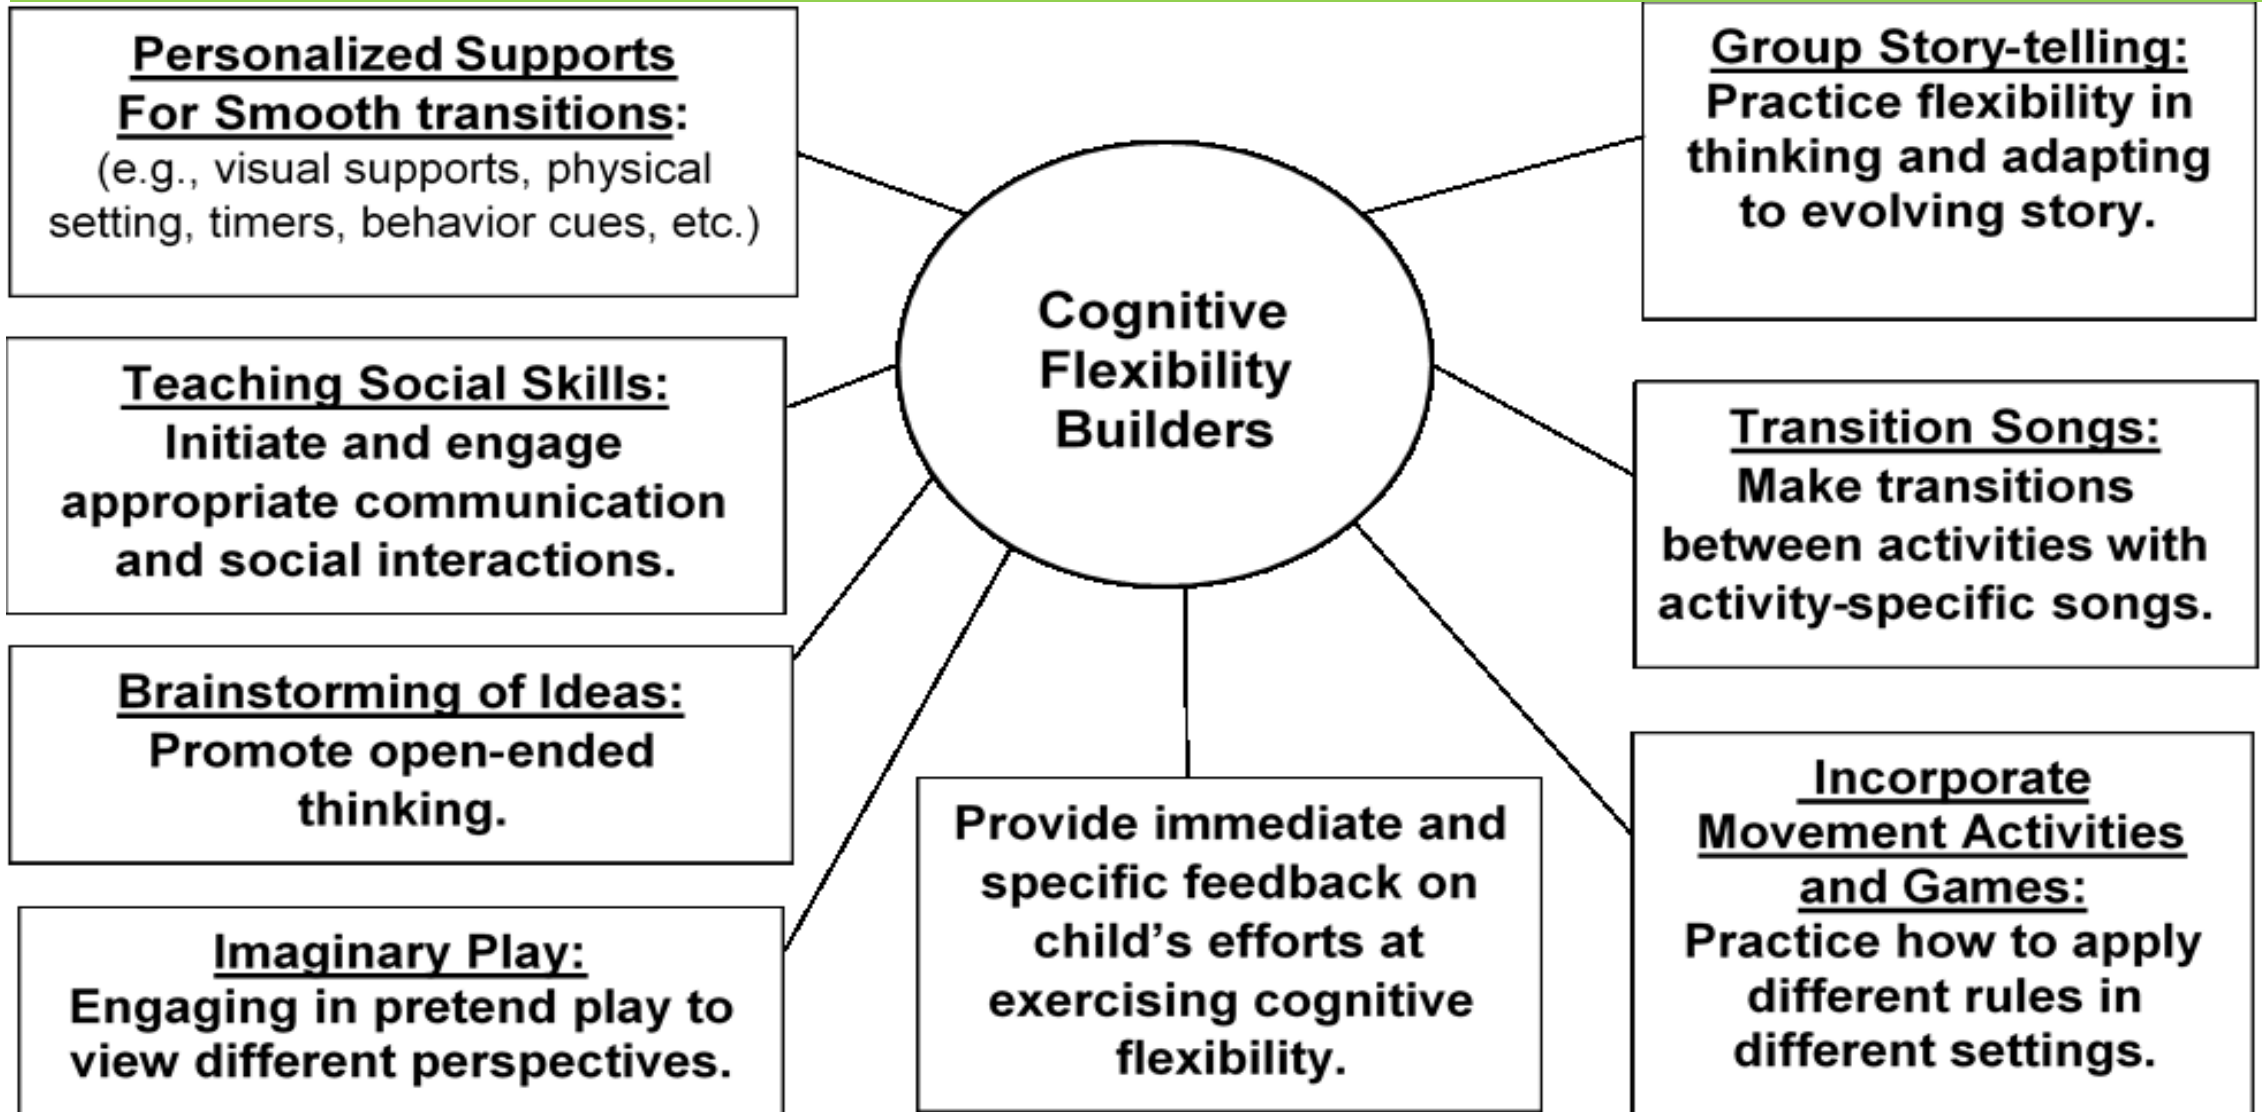 Personalized Supports
For Smooth transitions:
(e.g., visual supports, physical
setting, timers, behavior cues, etc.)
Teaching Social Skills:
Initiate and engage
appropriate communication
and social interactions.
Brainstorming of Ideas:
Promote open-ended
thinking.
Imaginary Play:
Engaging in pretend play to
view different perspectives.
Cognitive
Flexibility
Builders
Provide immediate and
specific feedback on
child’s efforts at
exercising cognitive
flexibility.
Group Story-telling:
Practice flexibility in
thinking and adapting
to evolving story.
Transition Songs:
Make transitions
between activities with
activity-specific songs.
Incorporate
Movement Activities
and Games:
Practice how to apply
different rules in
different settings.